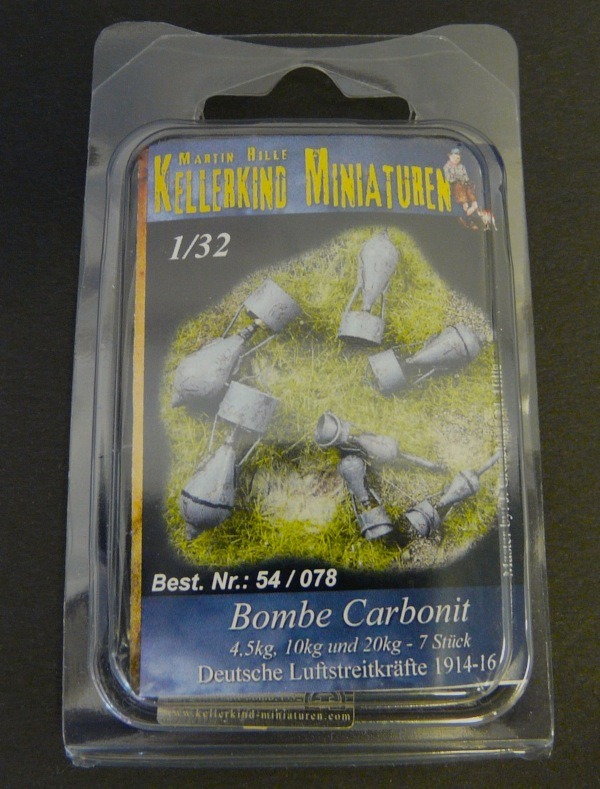 MARTIN HILLE
KELLERKIND MINIATUREN
1/32
Best. Nr.: 54 / 078
Bombe Carbonit
4,5kg, 10kg und 20kg - 7 Stück
Deutsche Luftstreitkräfte 1914-16
www.kellerkind-miniaturen.com